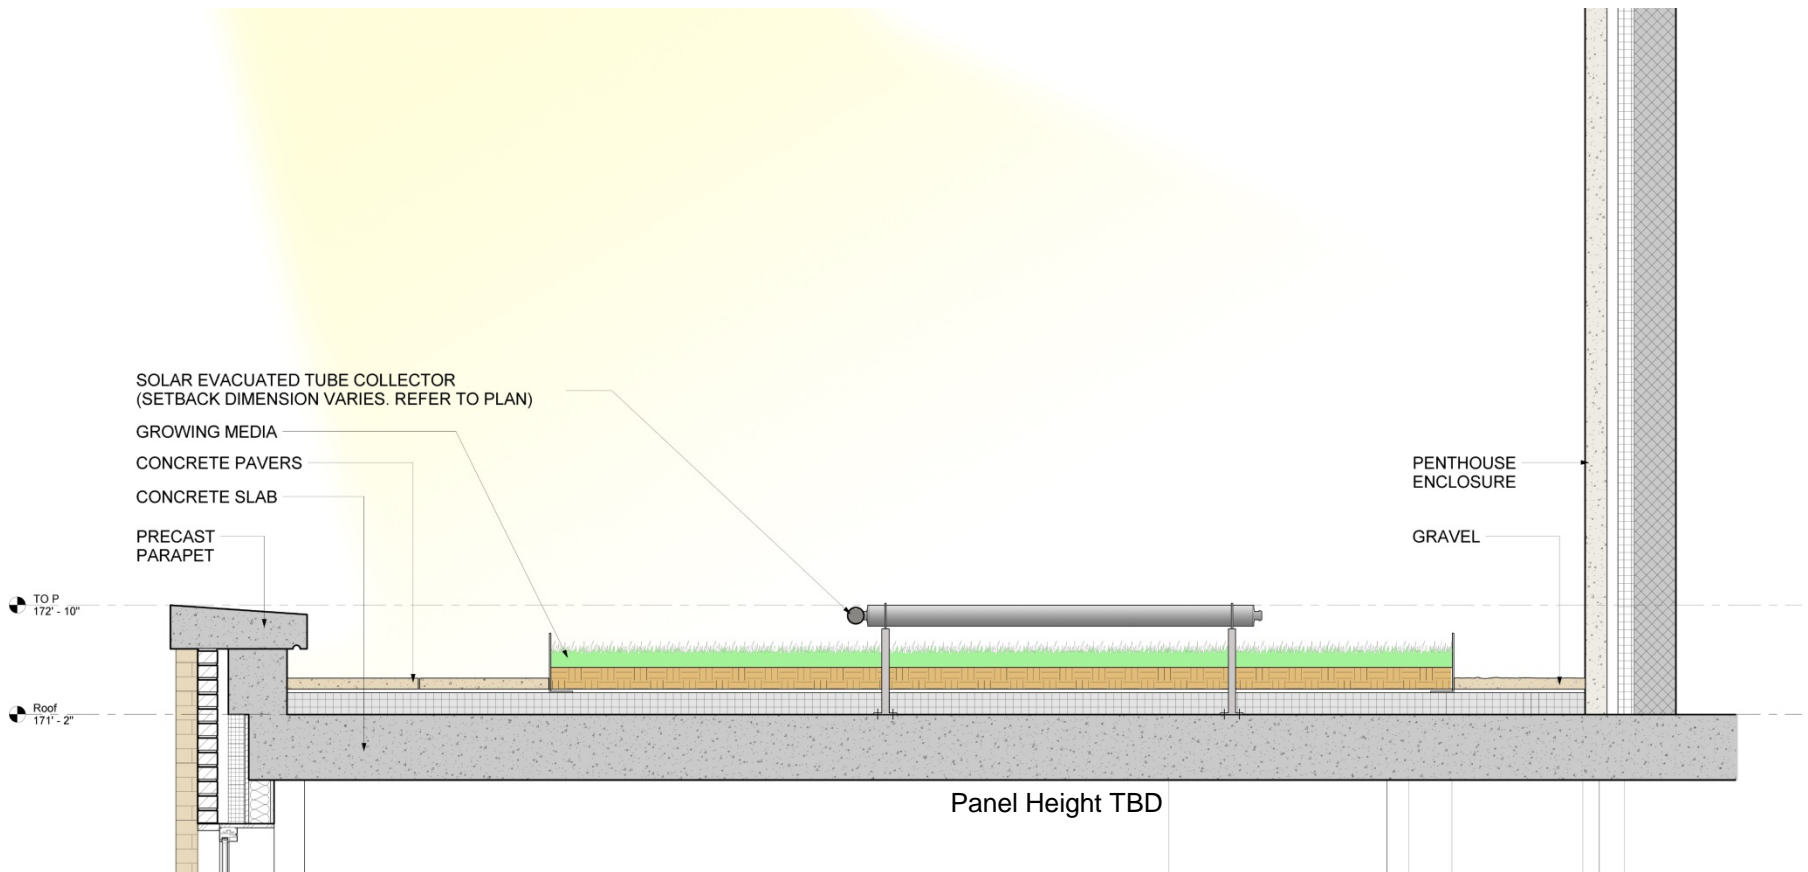 SOLAR EVACUATED TUBE COLLECTOR
(SETBACK DIMENSION VARIES. REFER TO PLAN)
GROWING MEDIA
CONCRETE PAVERS
CONCRETE SLAB
PRECAST
PARAPET
PENTHOUSE
ENCLOSURE
GRAVEL
TO P
172' - 10"
Roof
171' - 2"
Panel Height TBD